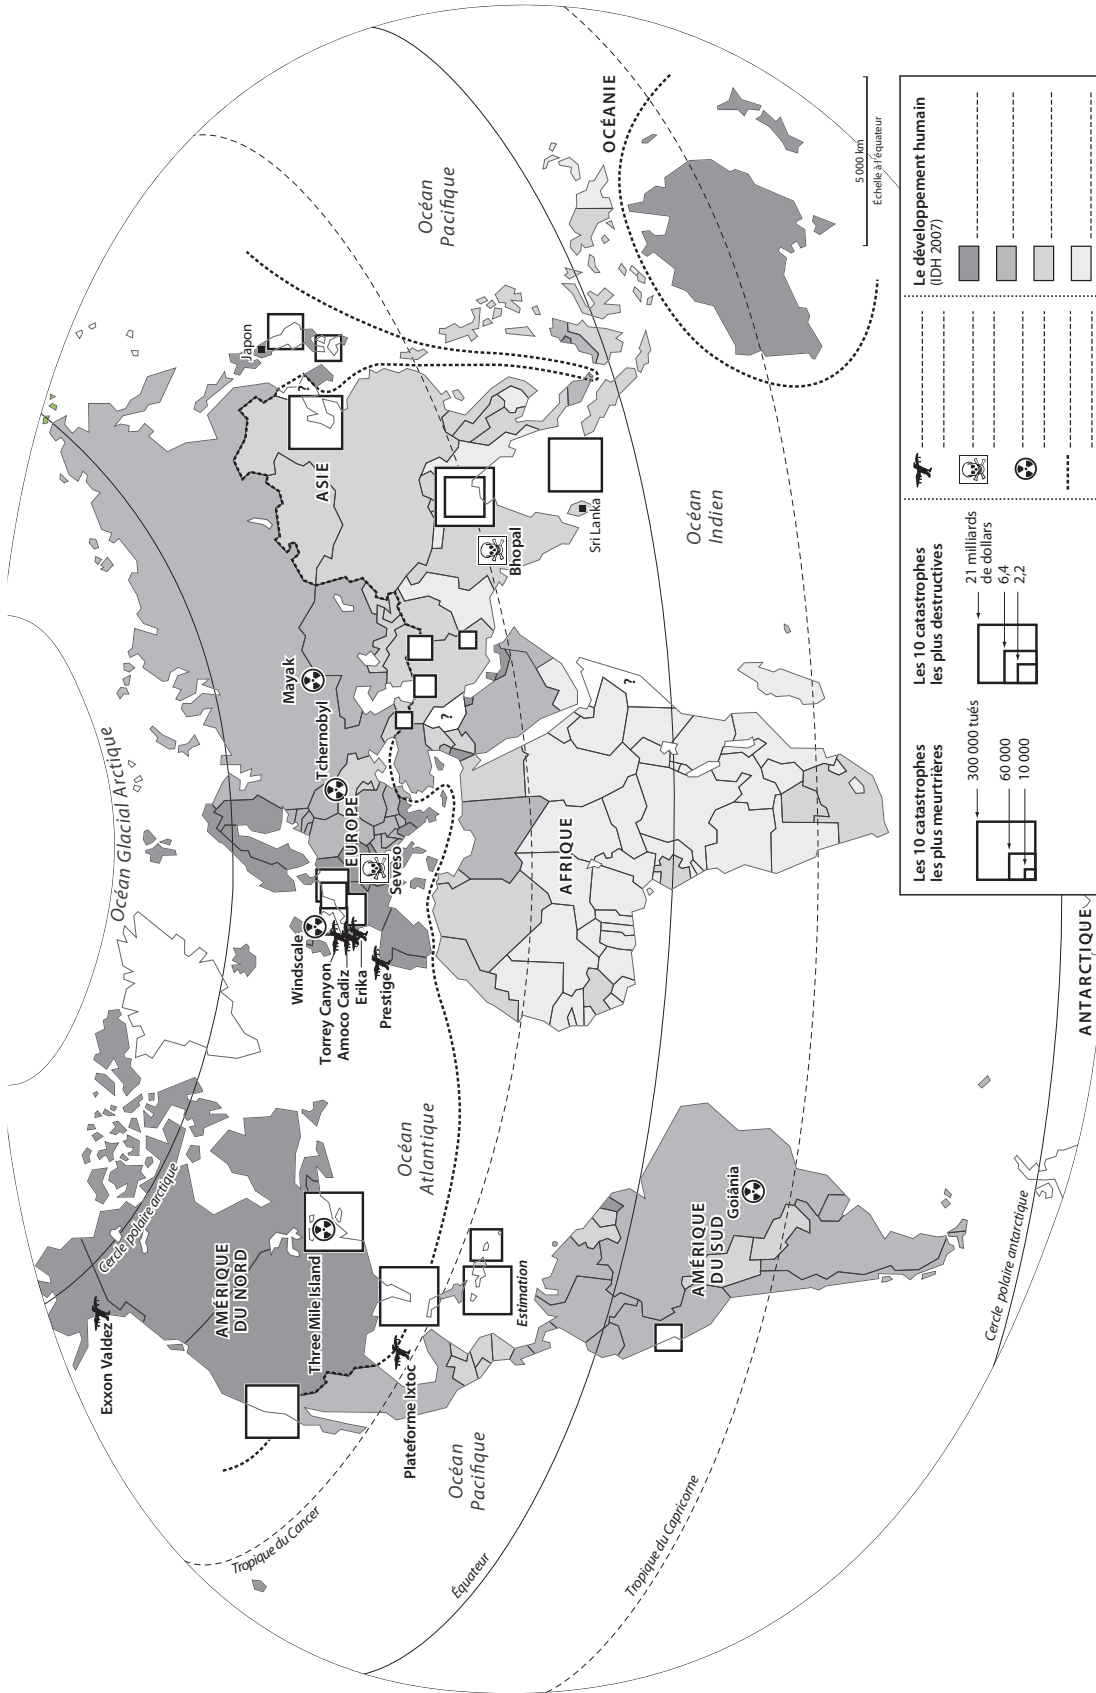 Océan Glacial Arctique
Cercle polaire arctique
Exxon Valdez
AMÉRIQUE
DU NORD
Three Mile Island
Plateforme Ixtoc
Océan
Atlantique
Océan
Pacifique
Tropique du Cancer
Équateur
Tropique du Capricorne
Estimation
AMÉRIQUE
DU SUD
Goiânia
Cercle polaire antarctique
Windscale
Torrey Canyon
Amoco Cadiz
Erika
Prestige
EUROPE
Seveso
Tchernobyl
Mayak
AFRIQUE
?
?
ASIE
?
Japon
Bhopal
Sri Lanka
Océan
Indien
Océan
Pacifique
OCÉANIE
5 000 km
Échelle à l'équateur
ANTARCTIQUE
Les 10 catastrophes
les plus meurtrières
300 000 tués
60 000
10 000
Les 10 catastrophes
les plus destructives
21 milliards
de dollars
6,4
2,2
Le développement humain
(IDH 2007)